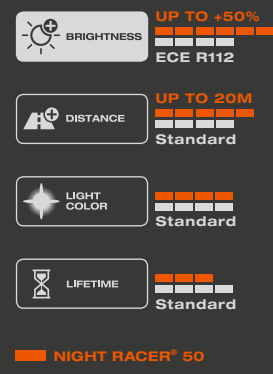 UP TO +50%
BRIGHTNESS
ECE R112
UP TO 20M
DISTANCE
Standard
LIGHT
COLOR
Standard
LIFETIME
Standard
NIGHT RACER® 50